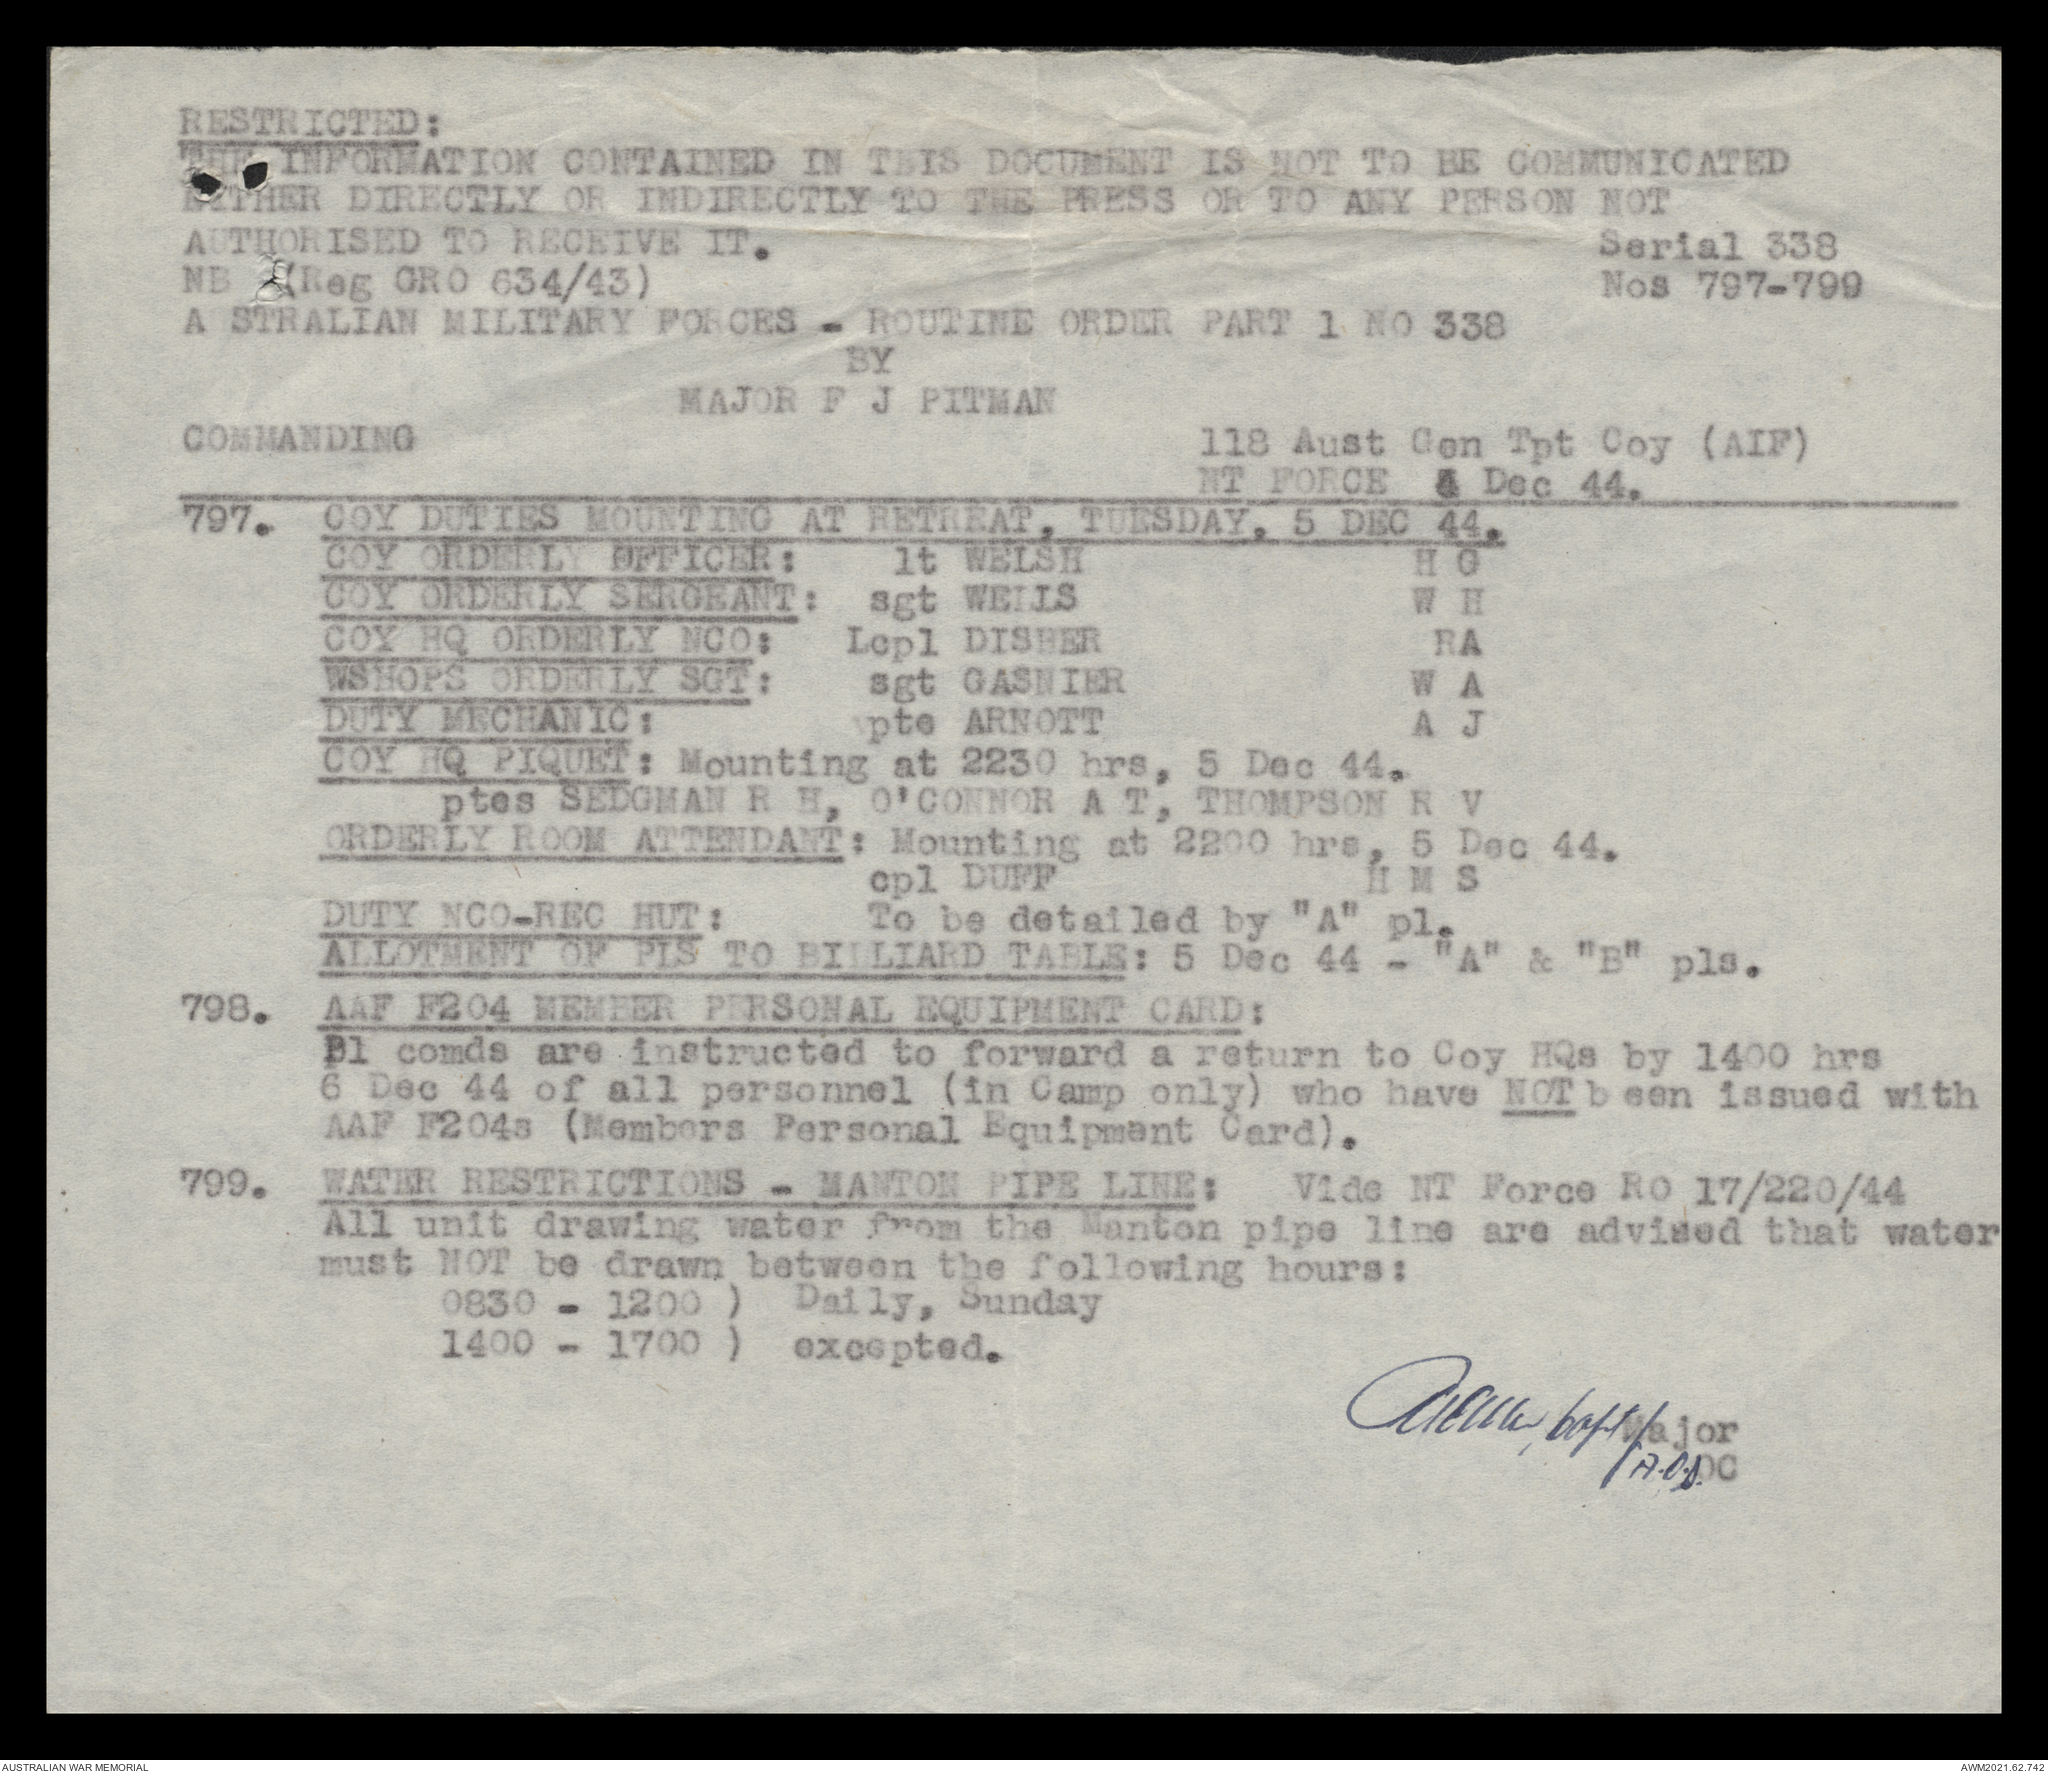 RESTRICTED:
THE INFORMATION CONTAINED IN THIS DOCUMENT IS NOT TO BE COMMUNICATED
EITHER DIRECTLY OR INDIRECTLY TO THE PRESS OR TO ANY PERSON NOT
AUTHORISED TO RECEIVE IT. Serial 338
NB (Reg GRO 634/43) Nos 797-799
A STRALIAN MILITARY FORCES - ROUTINE ORDER PART 1 NO 338
BY
MAJOR F J PITMAN
COMMANDING 118 Aust Gen Tpt Coy (AIF)
NT FORCE 4 Dec 44.
797. COY DUTIES MOUNTING AT RETREAT, TUESDAY, 5 DEC 44.
COY ORDERLY OFFICER: lt WELSH H G
COY ORDERLY SERGEANT: sgt WELLS W H
COY HQ ORDERLY NCO: Lcpl DISHER RA
WSHOPS ORDERLY SGT: sgt GASNIER W A
DUTY MECHANIC: pte ARNOTT A J
COY HQ PIQUET: Mounting at 2230 hrs, 5 Dec 44.
ptes SEDGMAN R H, O'CONNOR A T, THOMPSON R V
ORDERLY ROOM ATTENDANT: Mounting at 2200 hrs, 5 Dec 44.
cpl DUFF H M S
DUTY NCO-REC HUT: To be detailed by "A" pl.
ALLOTMENT OF PLS TO BILLIARD TABLE: 5 Dec 44 - "A" & "B" pls.
798. AAF F204 MEMBER PERSONAL EQUIPMENT CARD:
Pl comds are instructed to forward a return to Coy HQs by 1400 hrs
6 Dec 44 of all personnel (in Camp only) who have NOT b een issued with
AAF F204s (Members Personal Equipment Card).
799. WATER RESTRICTIONS - MANTON PIPE LINE: Vide NT Force RO 17/220/44
All unit drawing water from the Manton pipe line are advised that water
must NOT be drawn between the following hours:
0830 - 1200 ) Daily, Sunday
1400 - 1700 ) excepted.
Capt/ Major
OC
AUSTRALIAN WAR MEMORIAL AWM2021.62.742